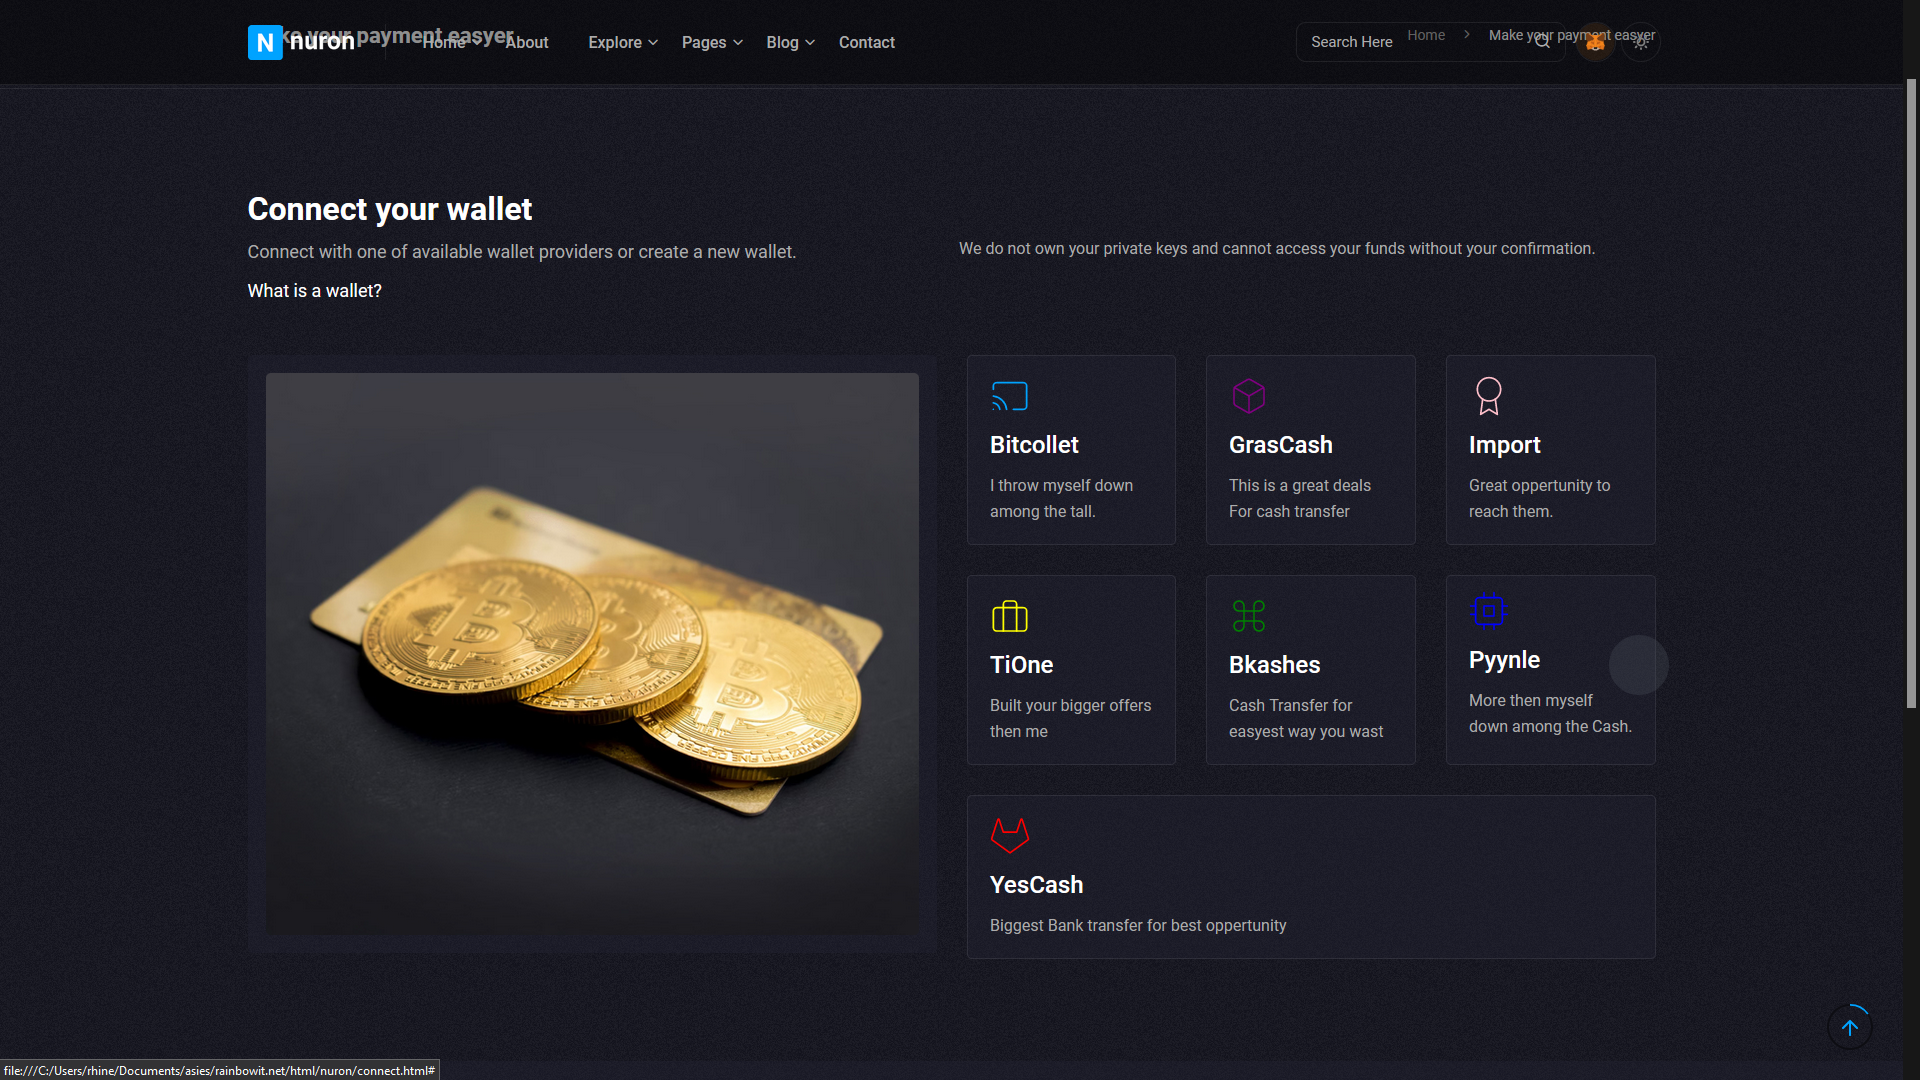 ke your payment easyer
N nuron
Home
About
Explore
Pages
Blog
Contact
Search Here
Home
Make your payment easyer
Connect your wallet
Connect with one of available wallet providers or create a new wallet.
What is a wallet?
We do not own your private keys and cannot access your funds without your confirmation.
Bitcollet
I throw myself down
among the tall.
GrasCash
This is a great deals
For cash transfer
Import
Great oppertunity to
reach them.
TiOne
Built your bigger offers
then me
Bkashes
Cash Transfer for
easyest way you wast
Pyynle
More then myself
down among the Cash.
YesCash
Biggest Bank transfer for best oppertunity
file:///C:/Users/rhine/Documents/asies/rainbowit.net/html/nuron/connect.html#